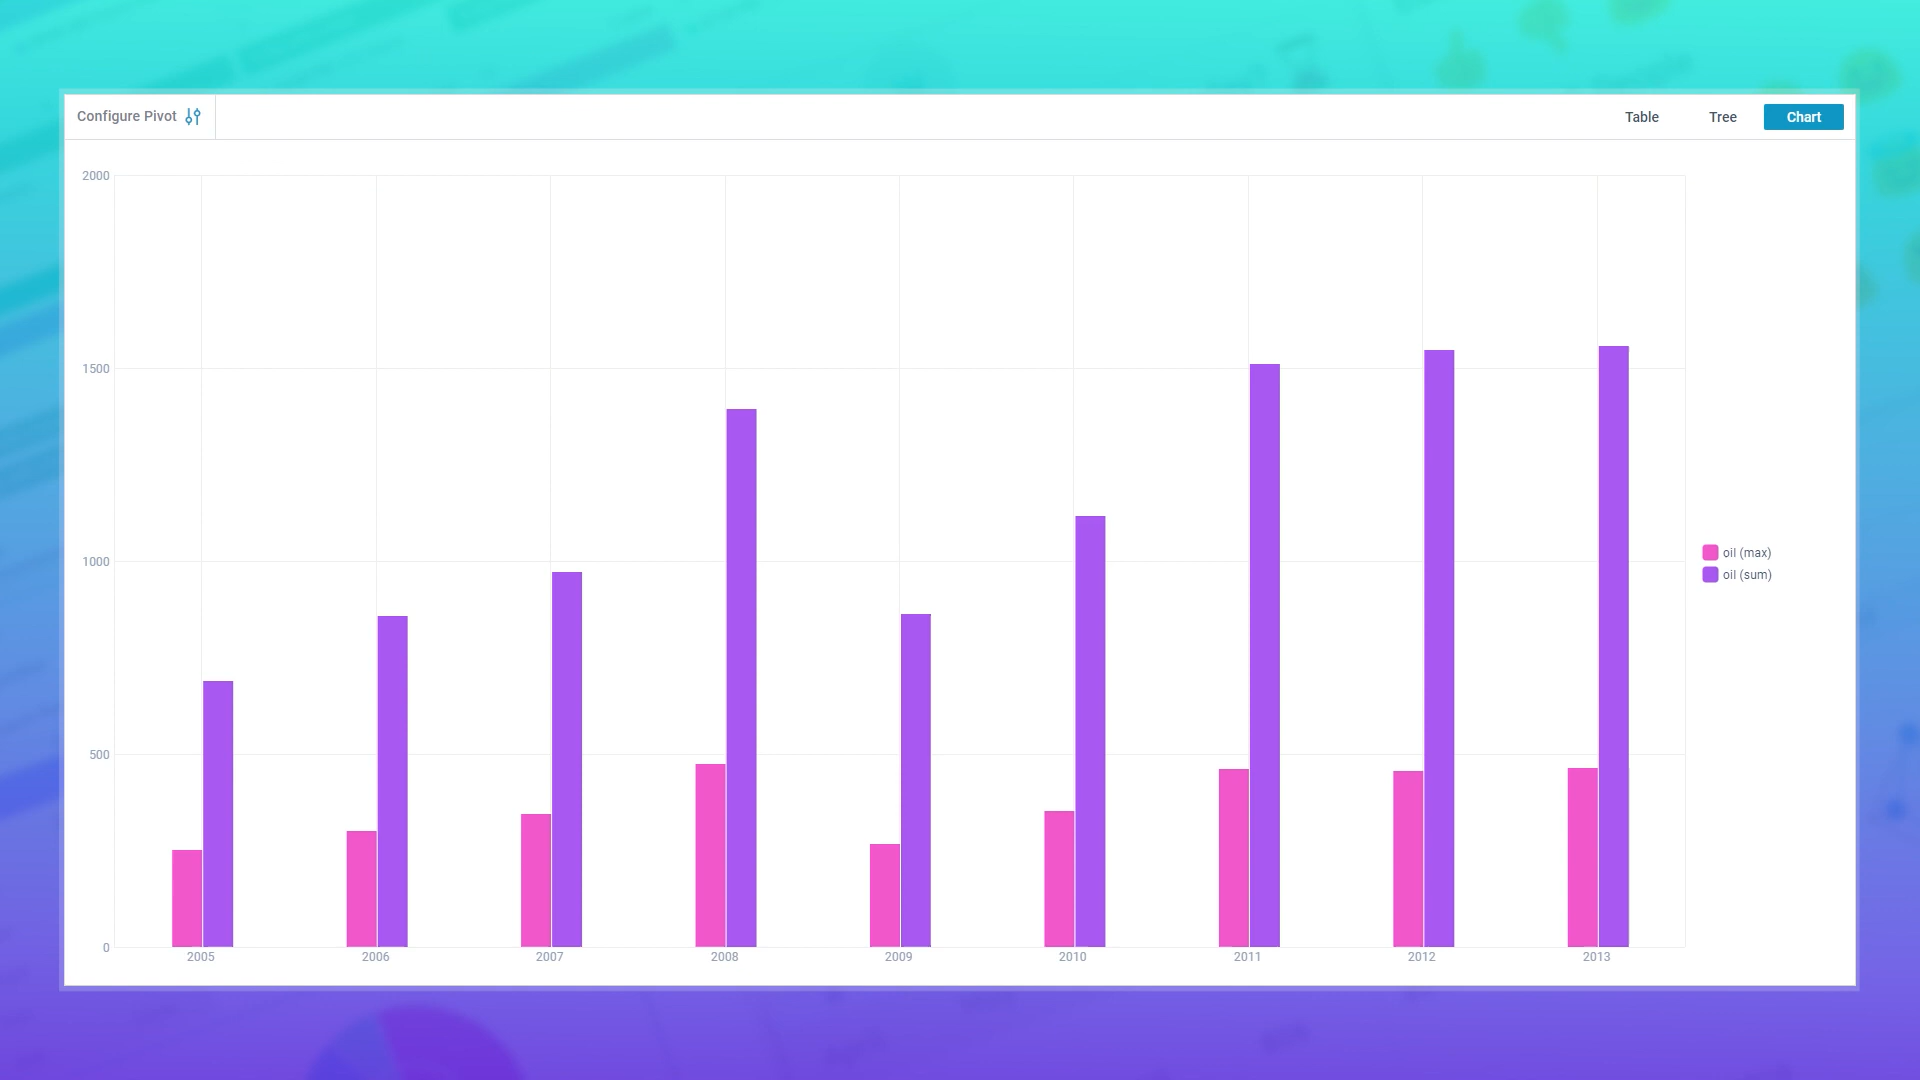 Configure Pivot
Table Tree Chart
2000
1500
1000
500
0
2005 2006 2007 2008 2009 2010 2011 2012 2013
oil (max)
oil (sum)